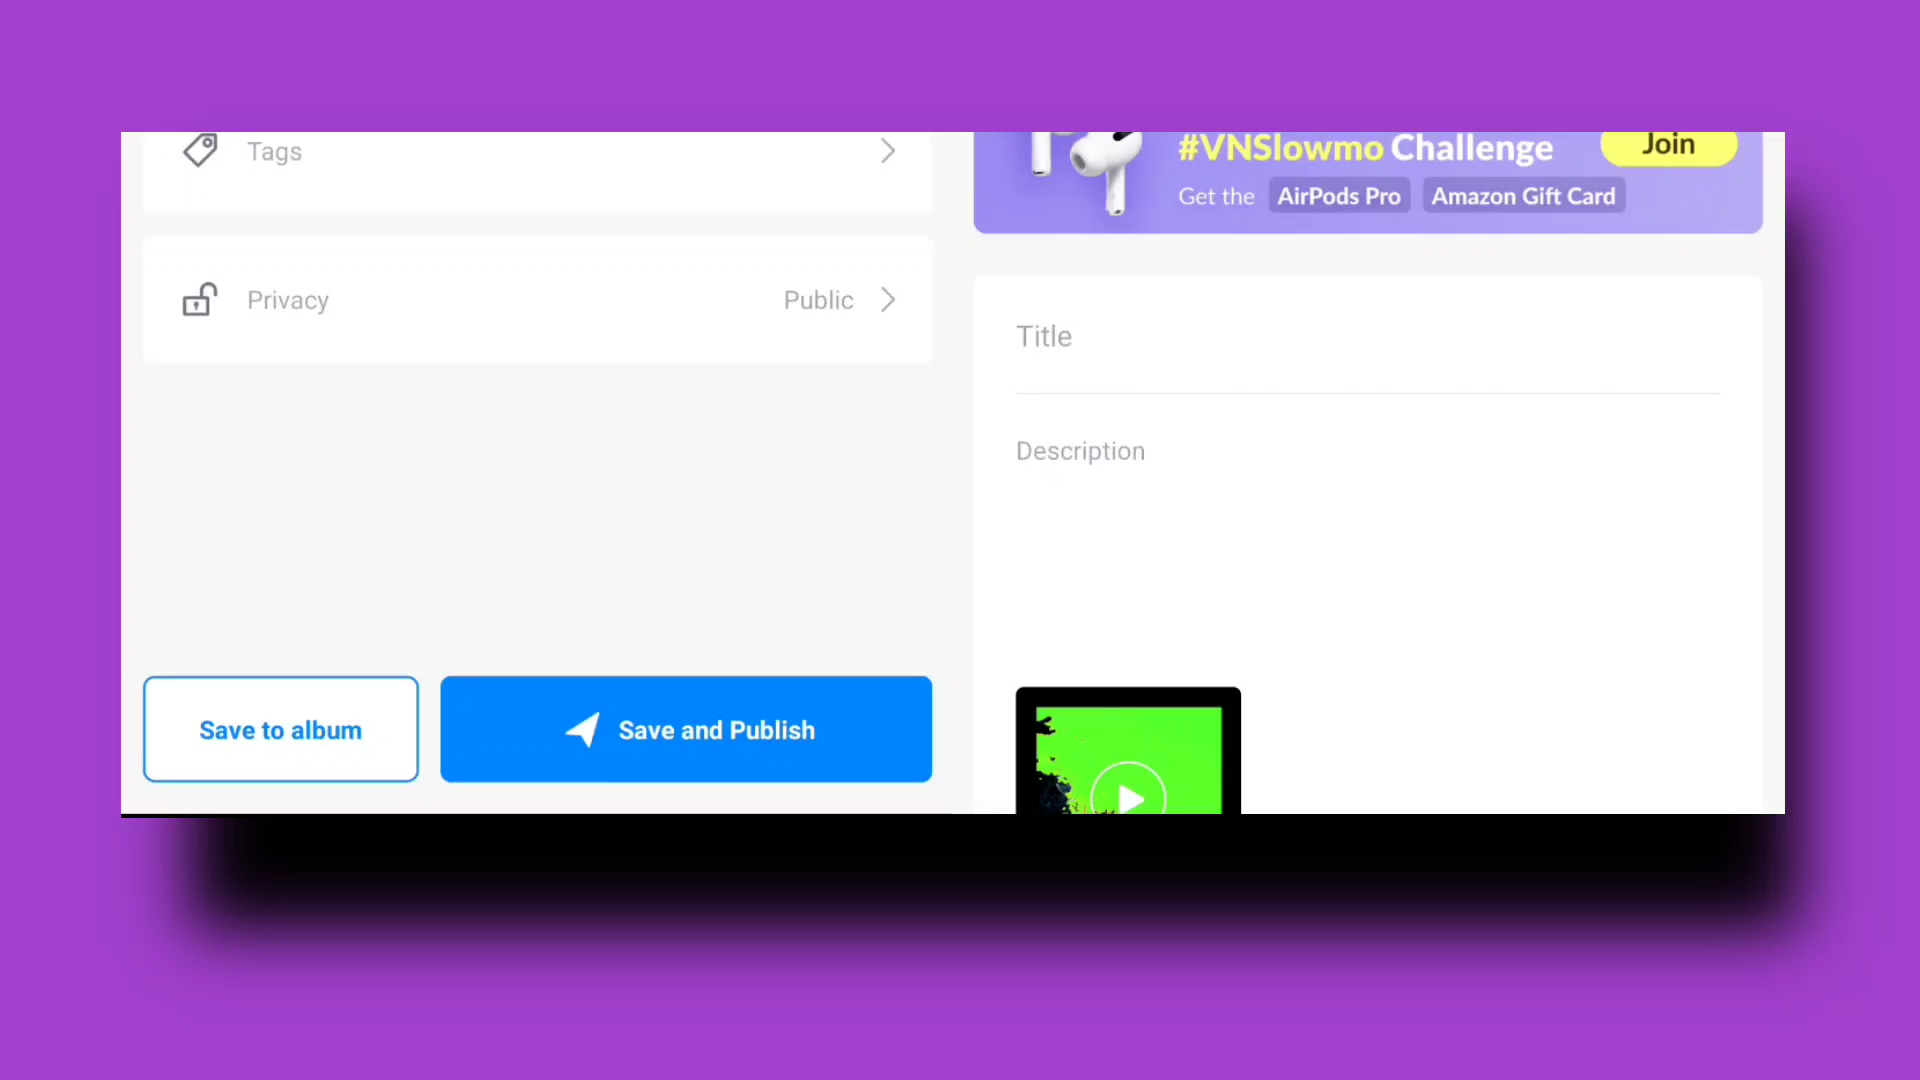 Tags
Privacy
Public
Save to album
Save and Publish
#VNSlowmo Challenge
Join
Get the AirPods Pro Amazon Gift Card
Title
Description